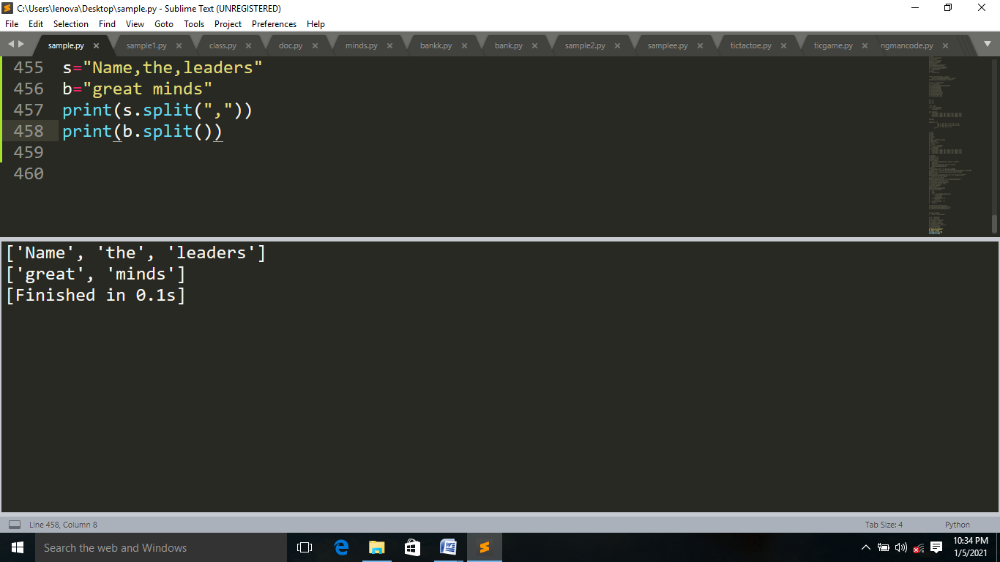 C:\Users\lenova\Desktop\sample.py - Sublime Text (UNREGISTERED)
File Edit Selection Find View Goto Tools Project Preferences Help
sample.py sample1.py class.py doc.py minds.py bankk.py bank.py sample2.py samplee.py tictactoe.py ticgame.py ngmancode.py
455 s="Name,the,leaders"
456 b="great minds"
457 print(s.split(","))
458 print(b.split())
459
460
['Name', 'the', 'leaders']
['great', 'minds']
[Finished in 0.1s]
Line 458, Column 8 Tab Size: 4 Python
Search the web and Windows
10:34 PM
1/5/2021